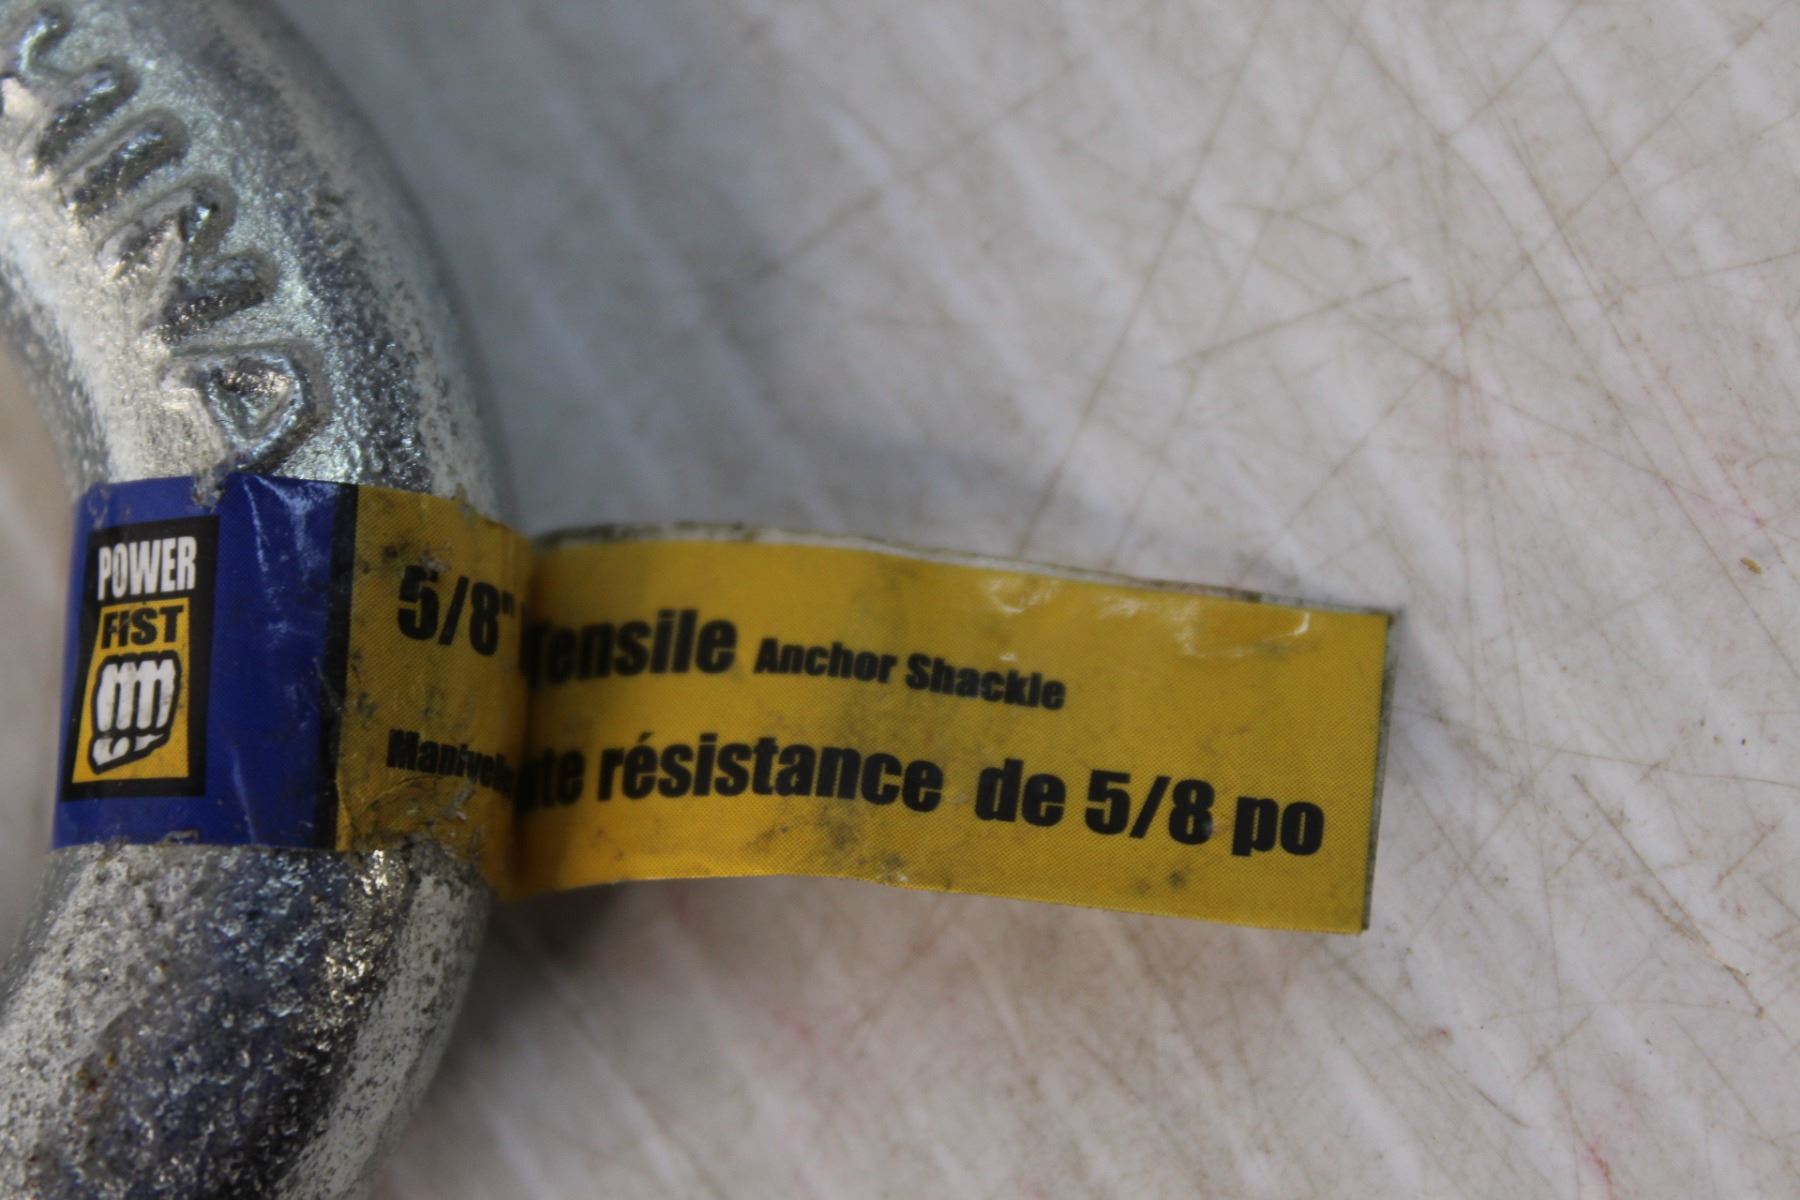 POWER
FIST
5/8" Tensile Anchor Shackle
résistance de 5/8 po